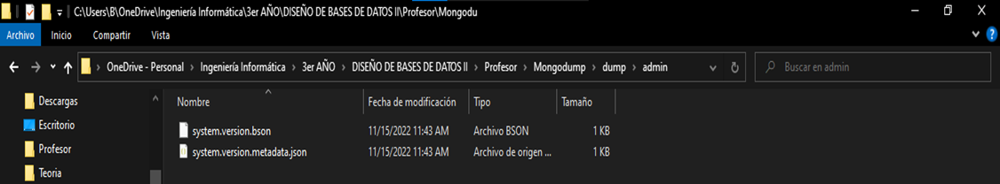 C:\Users\B\OneDrive\Ingeniería Informática\3er AÑO\DISEÑO DE BASES DE DATOS II\Profesor\Mongodu
Archivo Inicio Compartir Vista
OneDrive - Personal > Ingeniería Informática > 3er AÑO > DISEÑO DE BASES DE DATOS II > Profesor > Mongodump > dump > admin
Buscar en admin
Descargas
Escritorio
Profesor
Teoria
Nombre Fecha de modificación Tipo Tamaño
system.version.bson 11/15/2022 11:43 AM Archivo BSON 1 KB
system.version.metadata.json 11/15/2022 11:43 AM Archivo de origen ... 1 KB